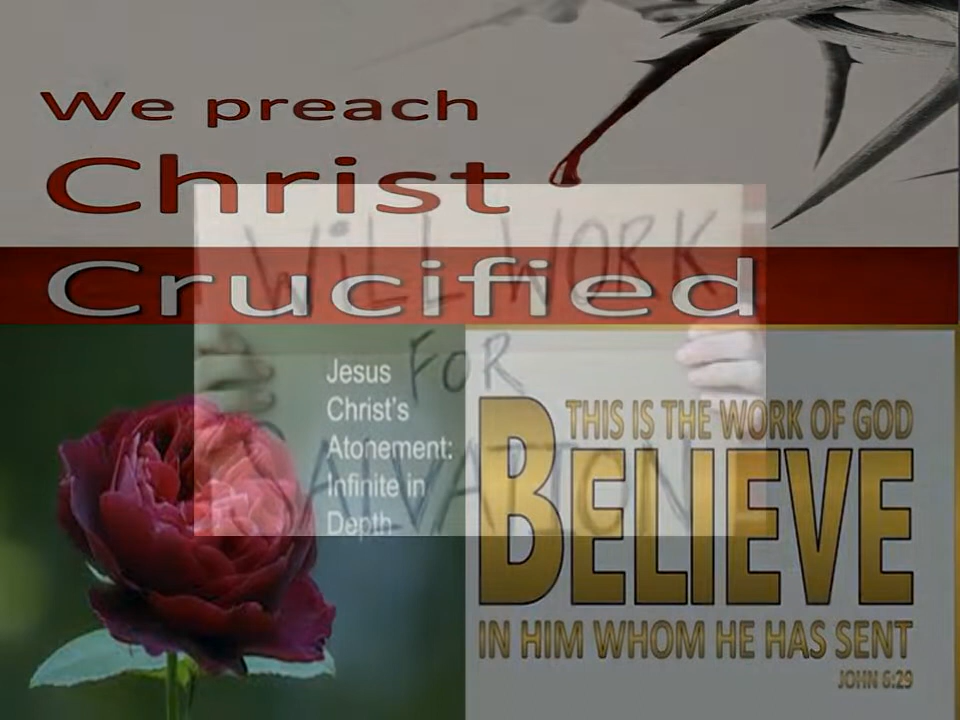 We preach
Christ
Crucified
WiLL WORK
FOR
SALVATION
Jesus
Christ's
Atonement:
Infinite in
Depth
THIS IS THE WORK OF GOD
BELIEVE
IN HIM WHOM HE HAS SENT
JOHN 6:29